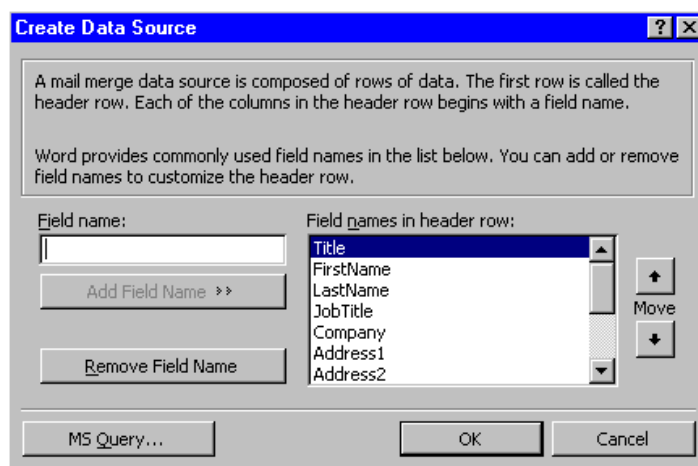 Create Data Source
A mail merge data source is composed of rows of data. The first row is called the
header row. Each of the columns in the header row begins with a field name.
Word provides commonly used field names in the list below. You can add or remove
field names to customize the header row.
Field name:
Field names in header row:
Add Field Name >>
Title
FirstName
LastName
JobTitle
Company
Address1
Address2
Move
Remove Field Name
MS Query...
OK
Cancel